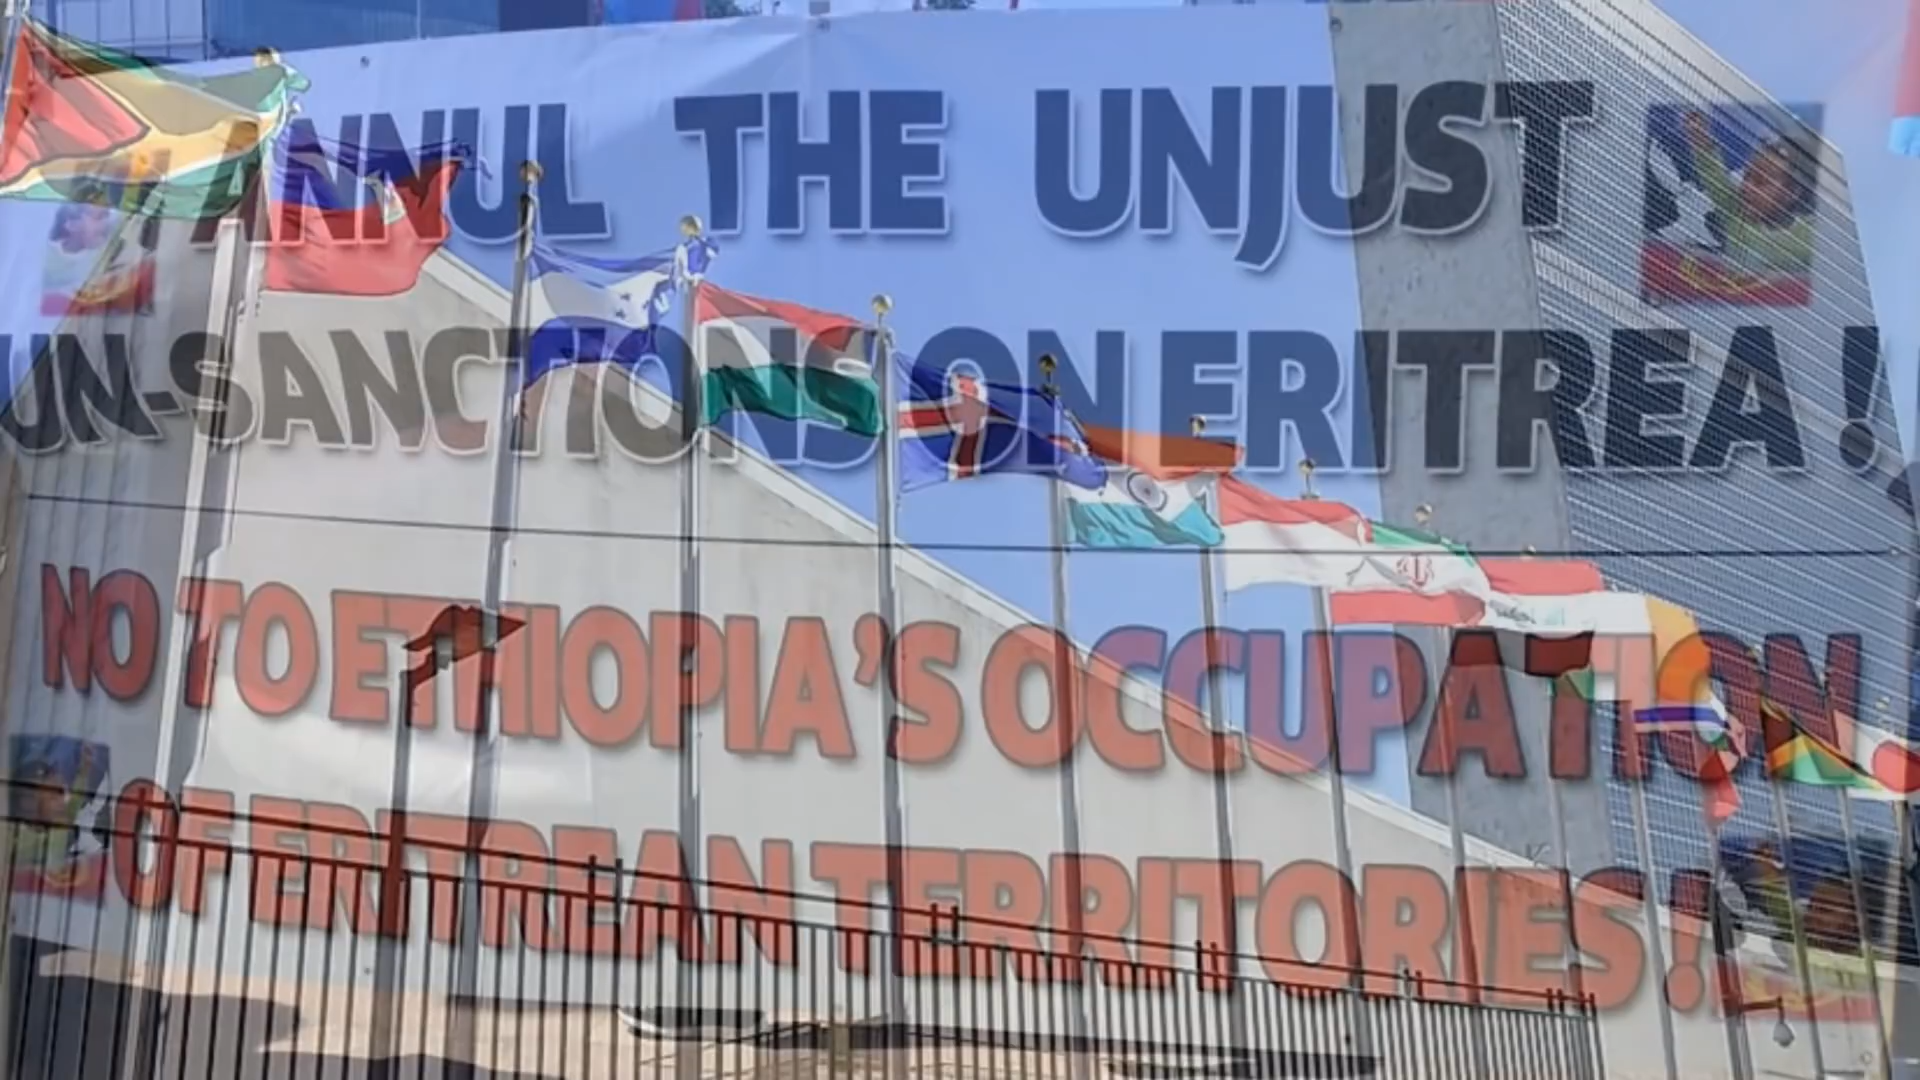 ANNUL THE UNJUST
UN-SANCTIONS ON ERITREA !
NO TO ETHIOPIA'S OCCUPATION
OF ERITREAN TERRITORIES !